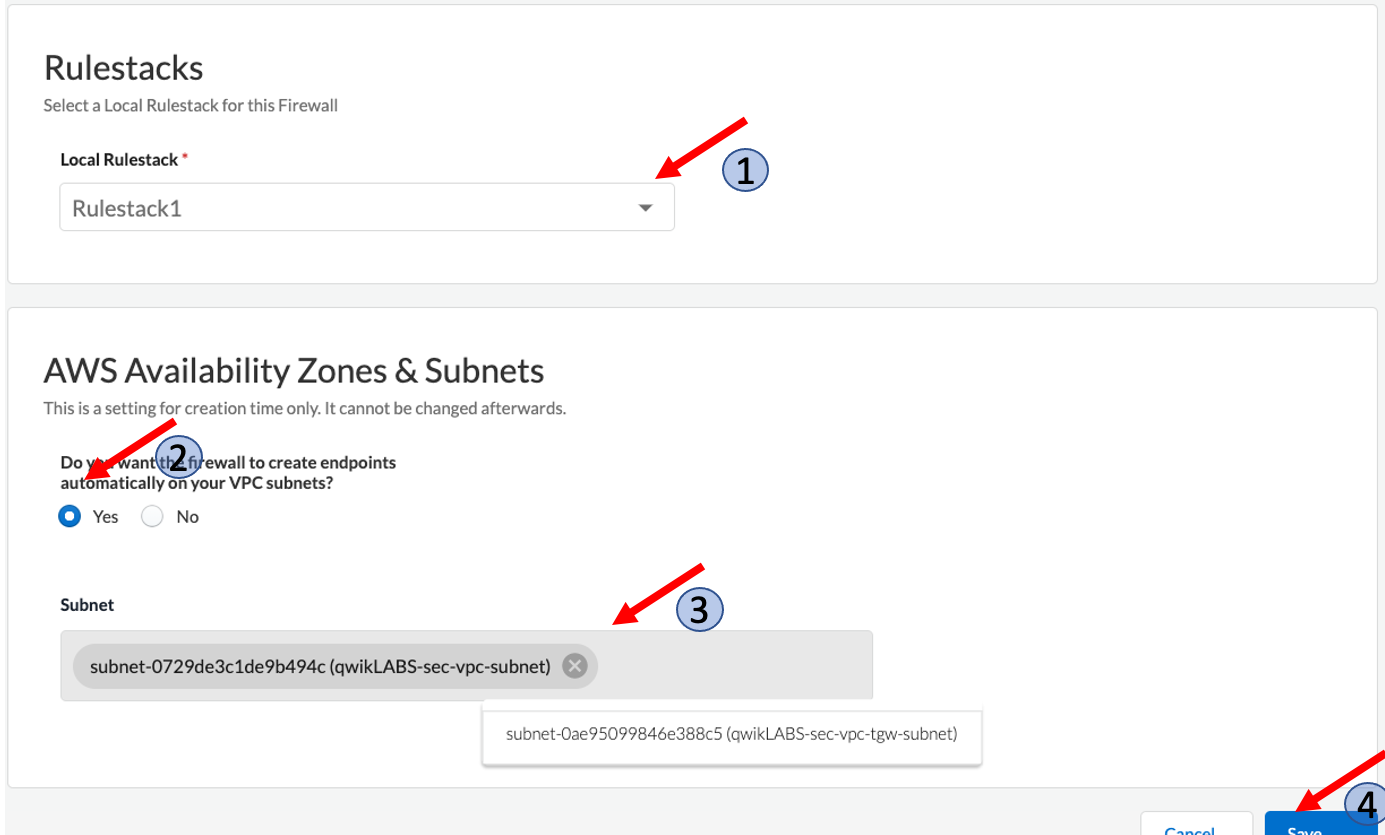 Rulestacks
Select a Local Rulestack for this Firewall
Local Rulestack *
1
Rulestack1
AWS Availability Zones & Subnets
This is a setting for creation time only. It cannot be changed afterwards.
2
Do you want the firewall to create endpoints
automatically on your VPC subnets?
Yes No
3
Subnet
subnet-0729de3c1de9b494c (qwikLABS-sec-vpc-subnet)
subnet-0ae95099846e388c5 (qwikLABS-sec-vpc-tgw-subnet)
4
Cancel Save